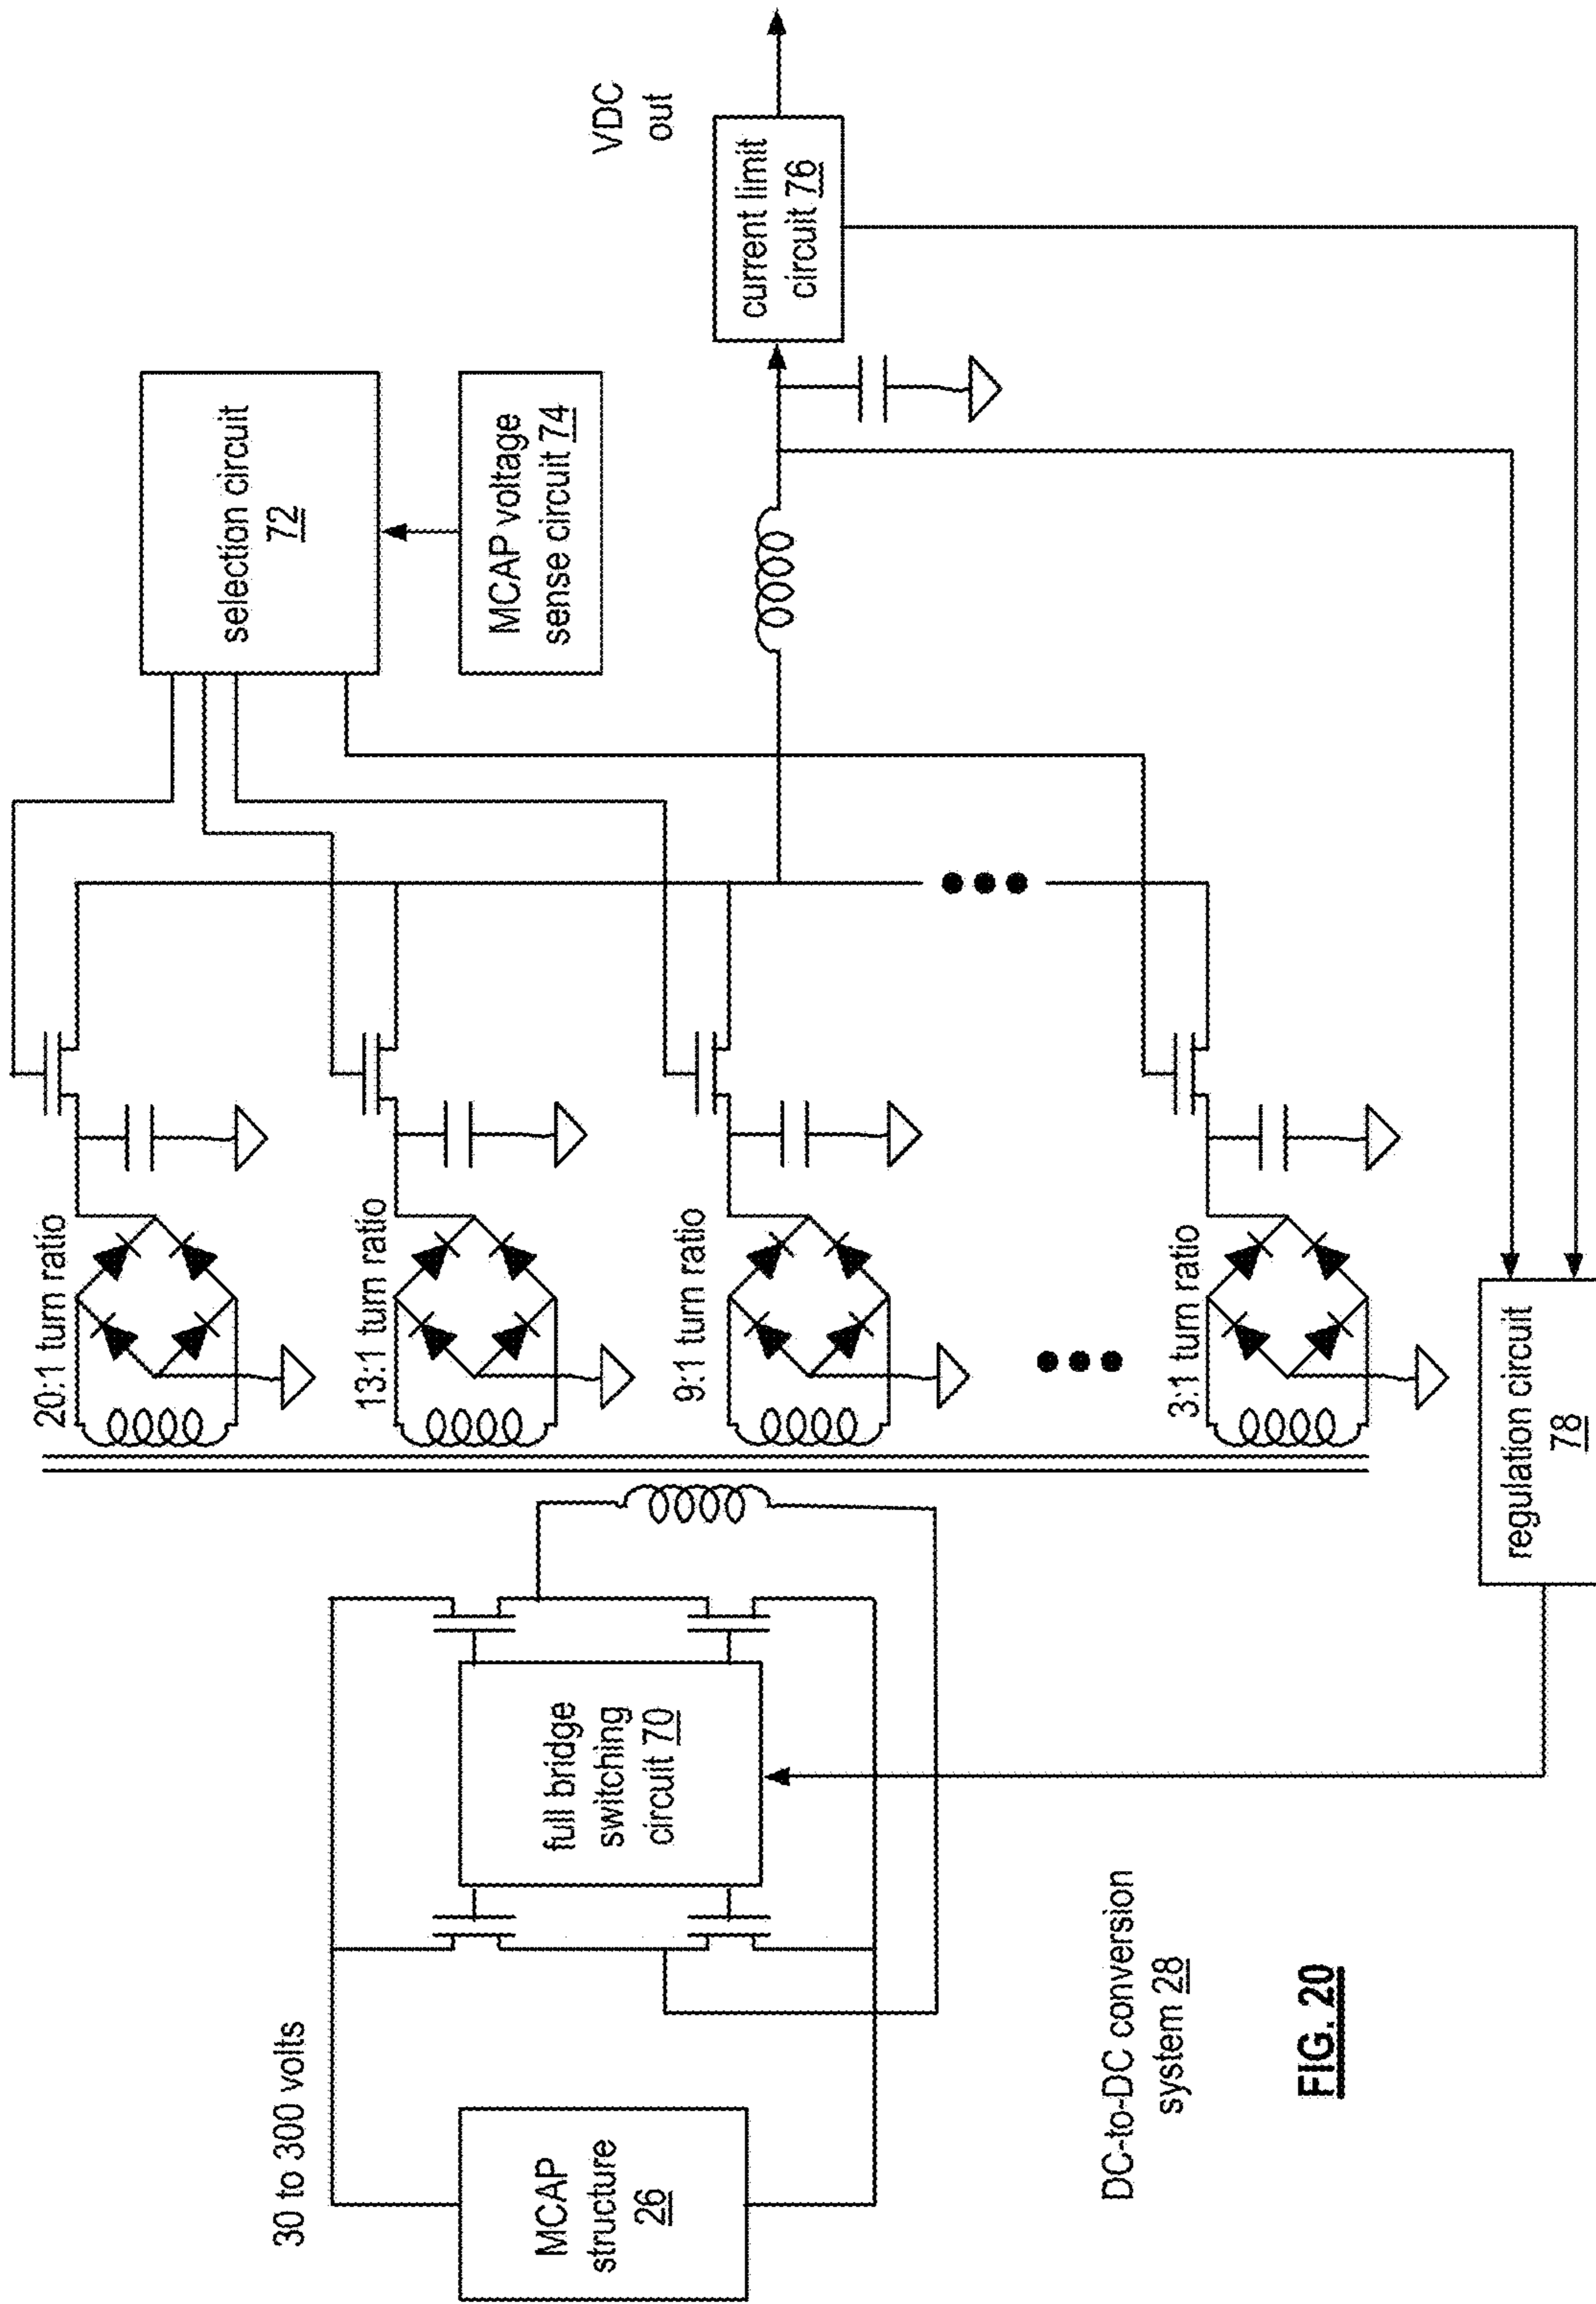 30 to 300 volts
MCAP
structure
26
full bridge
switching
circuit 70
20:1 turn ratio
13:1 turn ratio
9:1 turn ratio
3:1 turn ratio
selection circuit
72
MCAP voltage
sense circuit 74
VDC
out
current limit
circuit 76
regulation circuit
78
DC-to-DC conversion
system 28
FIG. 20